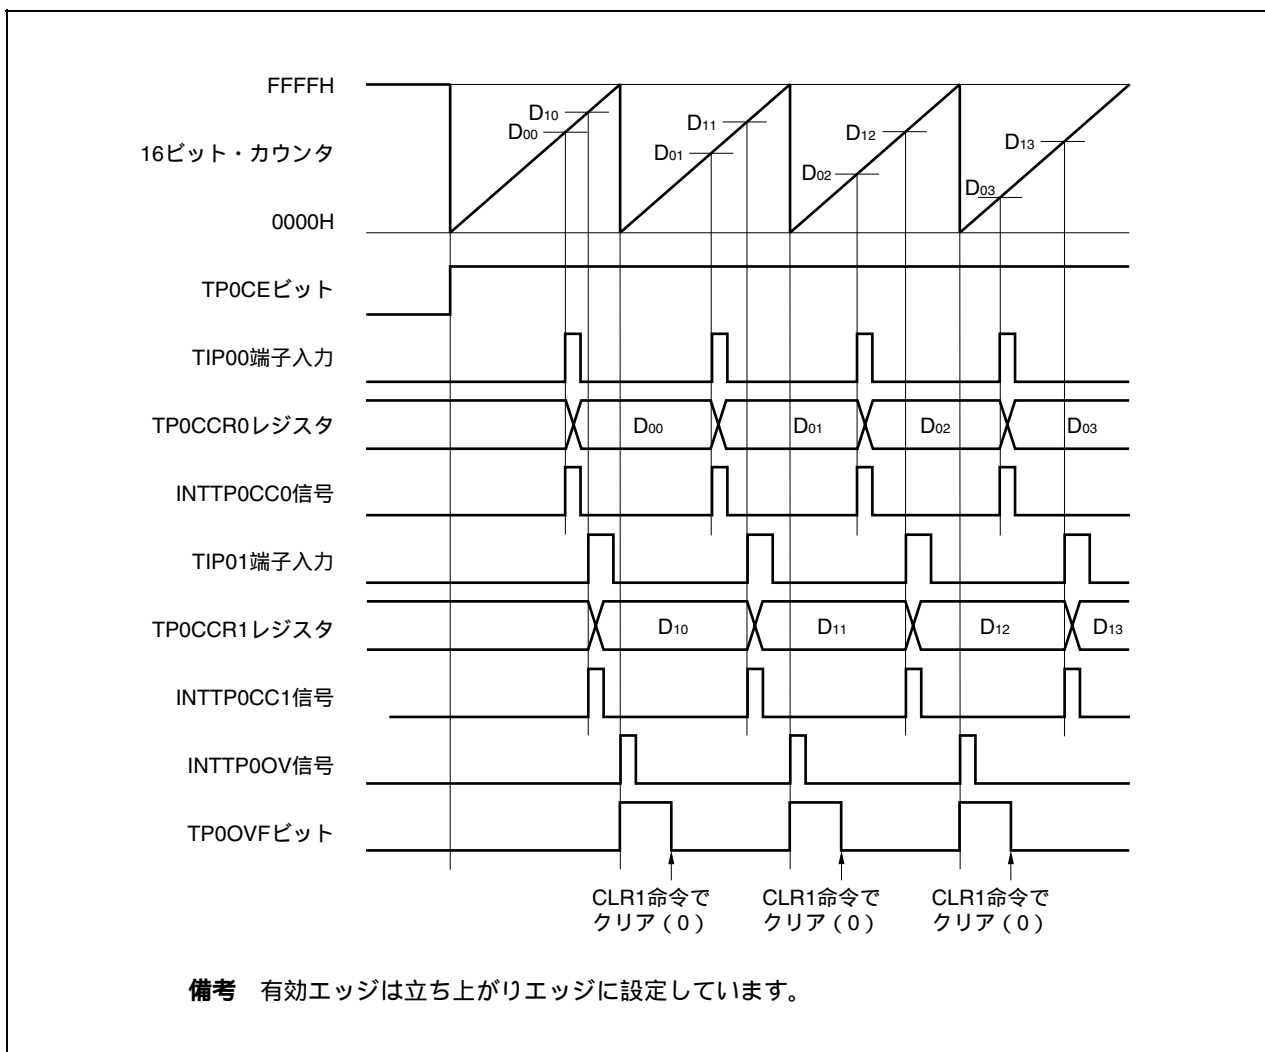 FFFFH
D10
D00
D11
D01
D12
D02
D13
D03
16ビット・カウンタ
0000H
TP0CEビット
TIP00端子入力
TP0CCR0レジスタ
D00
D01
D02
D03
INTTP0CC0信号
TIP01端子入力
TP0CCR1レジスタ
D10
D11
D12
D13
INTTP0CC1信号
INTTP0OV信号
TP0OVFビット
CLR1命令で
クリア(0)
CLR1命令で
クリア(0)
CLR1命令で
クリア(0)
備考 有効エッジは立ち上がりエッジに設定しています。